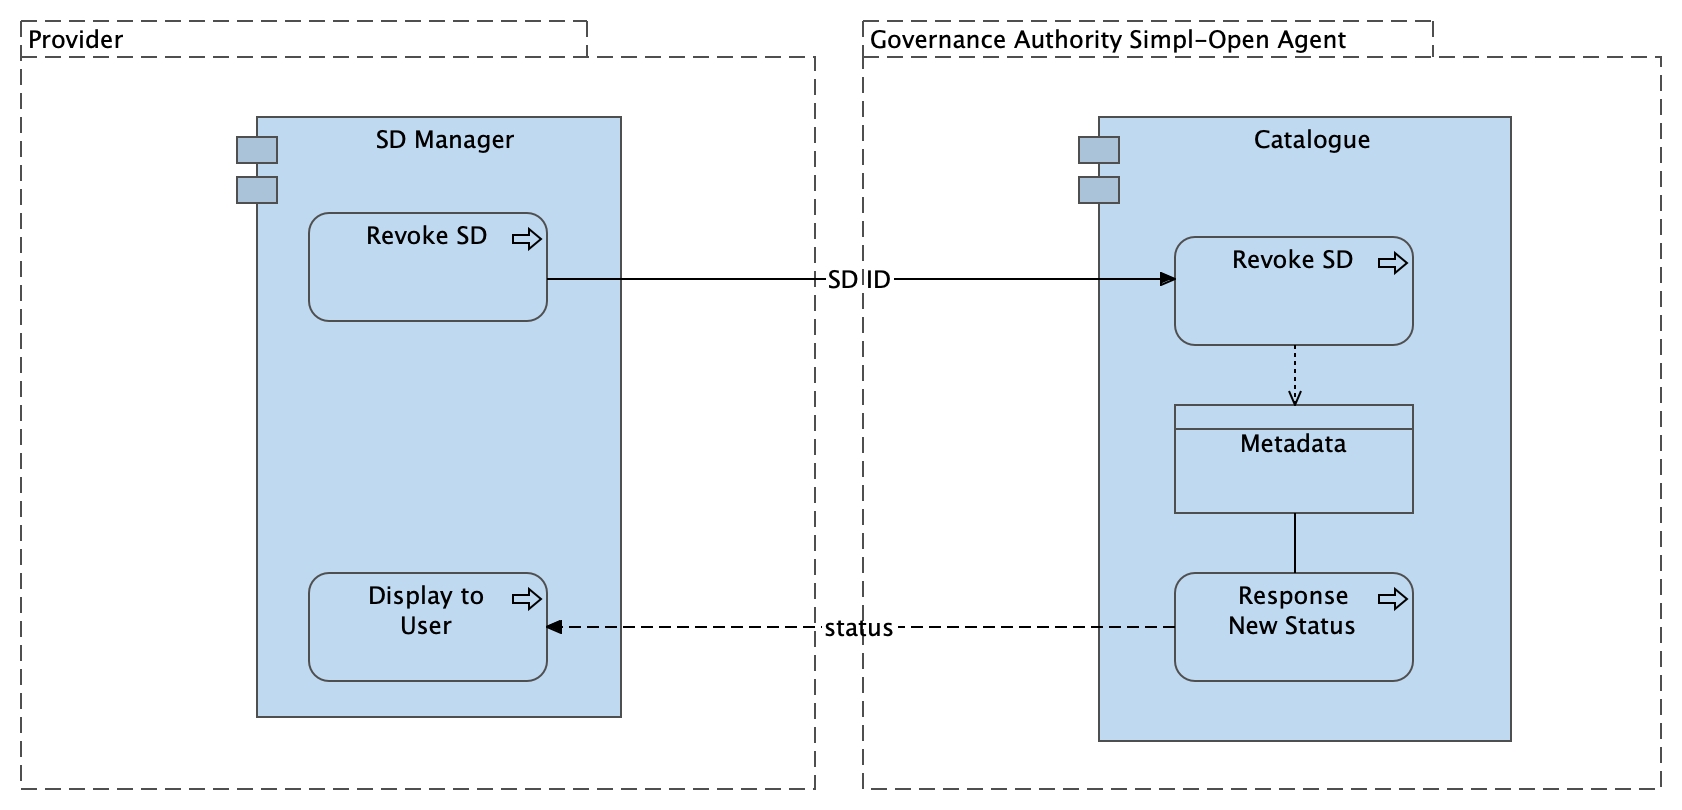 Provider
Governance Authority Simpl-Open Agent
SD Manager
Catalogue
Revoke SD
Revoke SD
SD ID
Metadata
Display to
User
Response
New Status
status